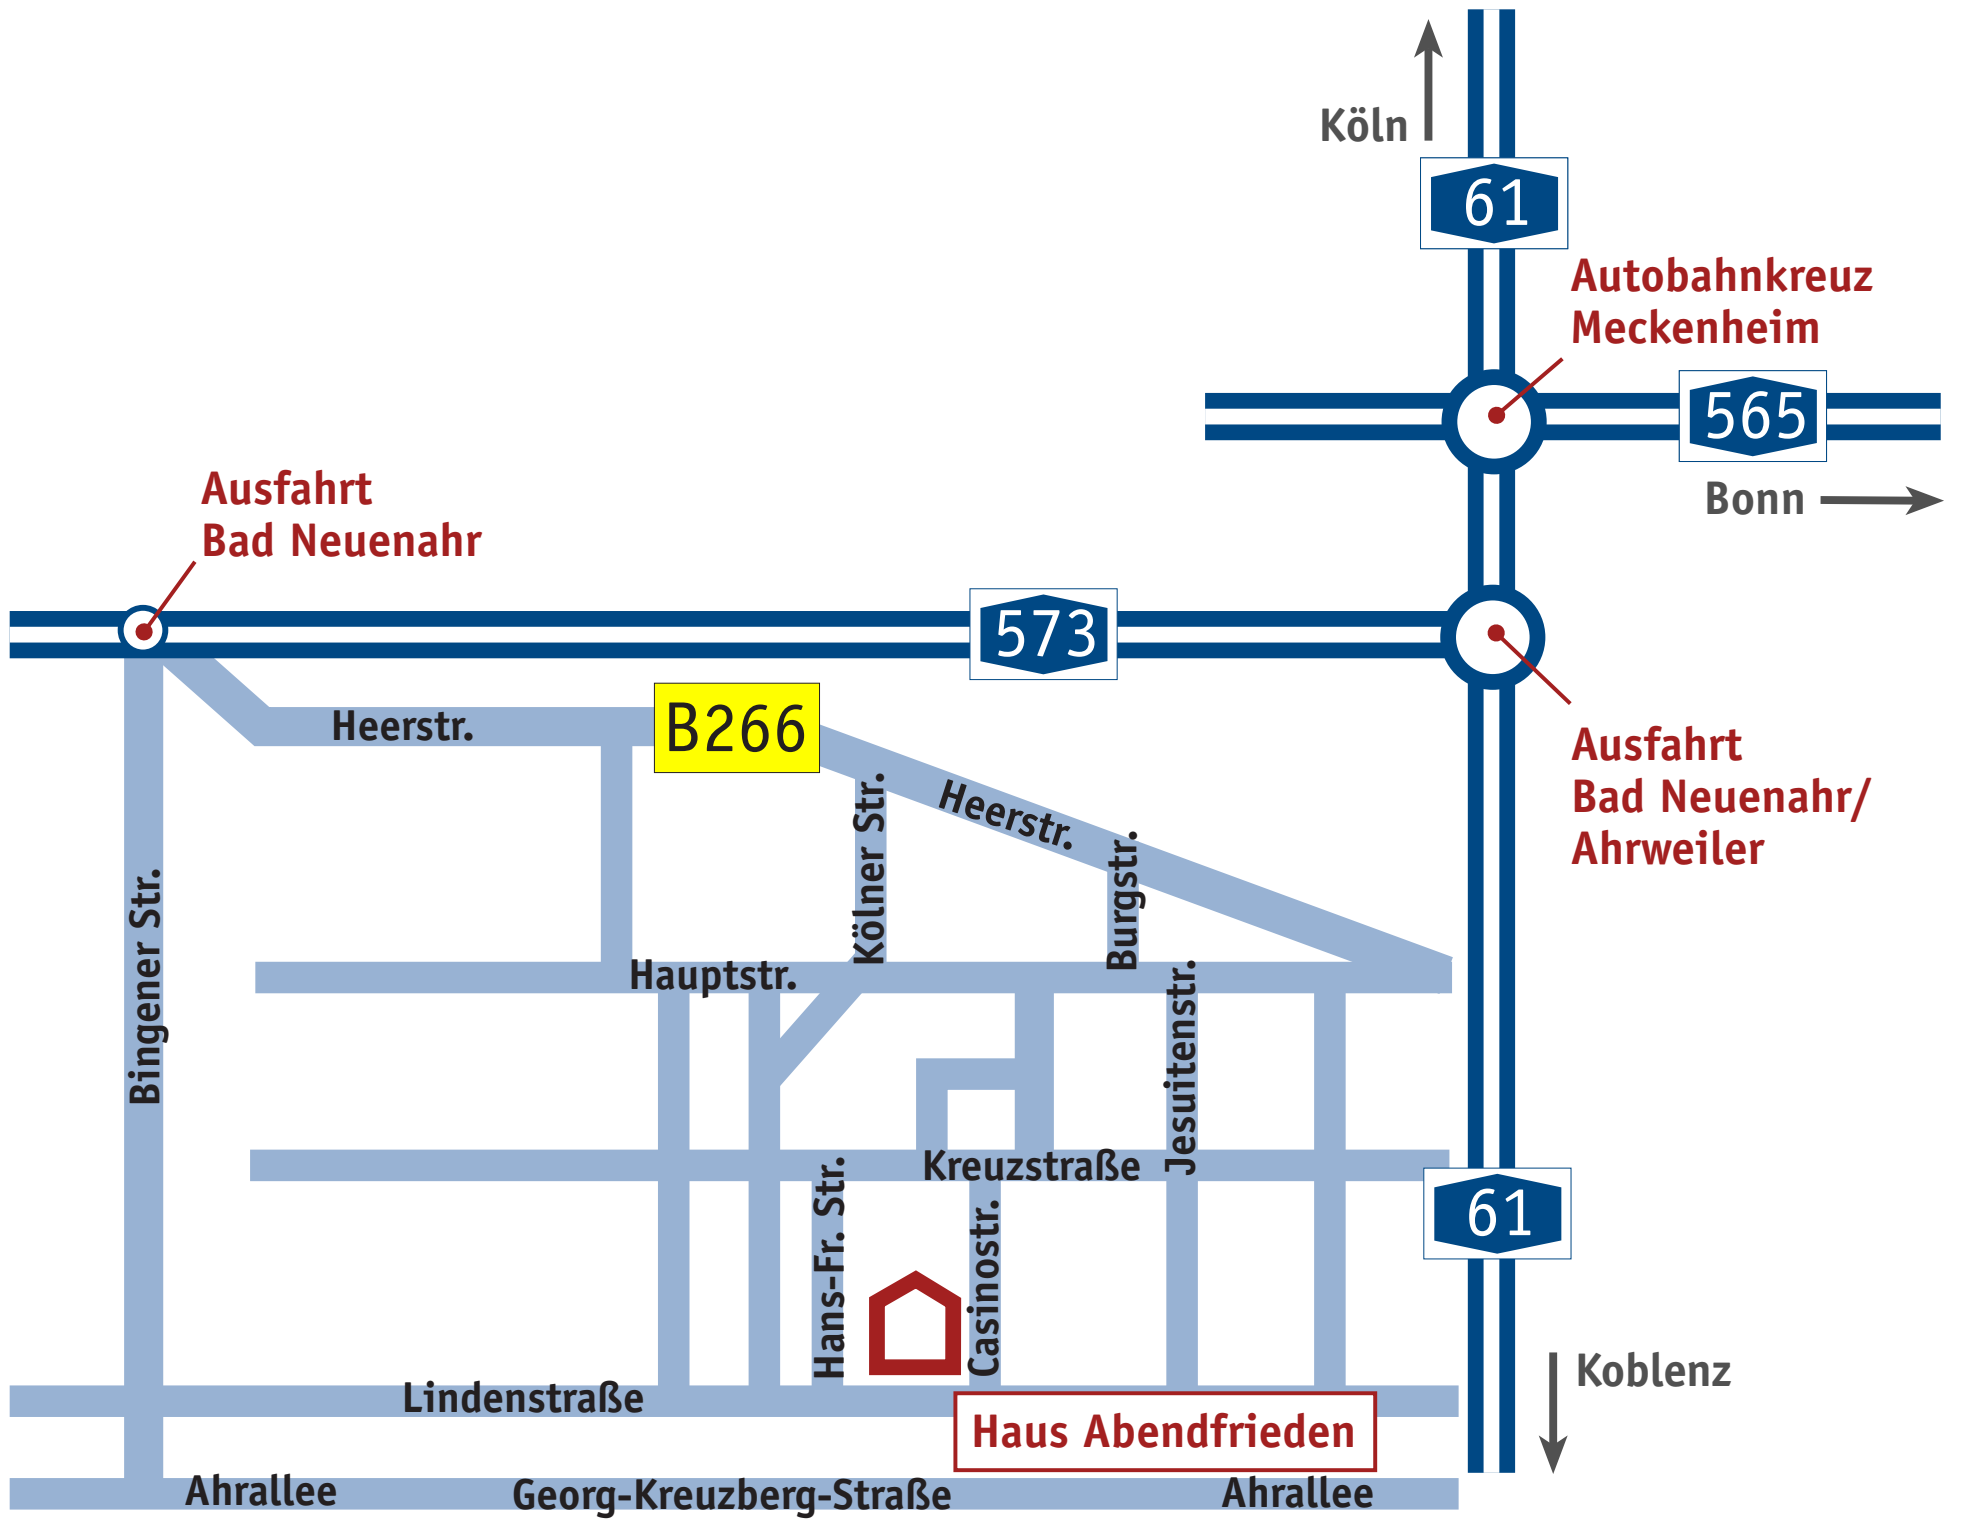 Köln
61
Autobahnkreuz
Meckenheim
565
Bonn
Ausfahrt
Bad Neuenahr
573
Heerstr.
B266
Ausfahrt
Bad Neuenahr/
Ahrweiler
Kölner Str.
Heerstr.
Burgstr.
Bingener Str.
Hauptstr.
Jesuitenstr.
Kreuzstraße
Hans-Fr. Str.
Casinostr.
61
Koblenz
Lindenstraße
Haus Abendfrieden
Ahrallee
Georg-Kreuzberg-Straße
Ahrallee